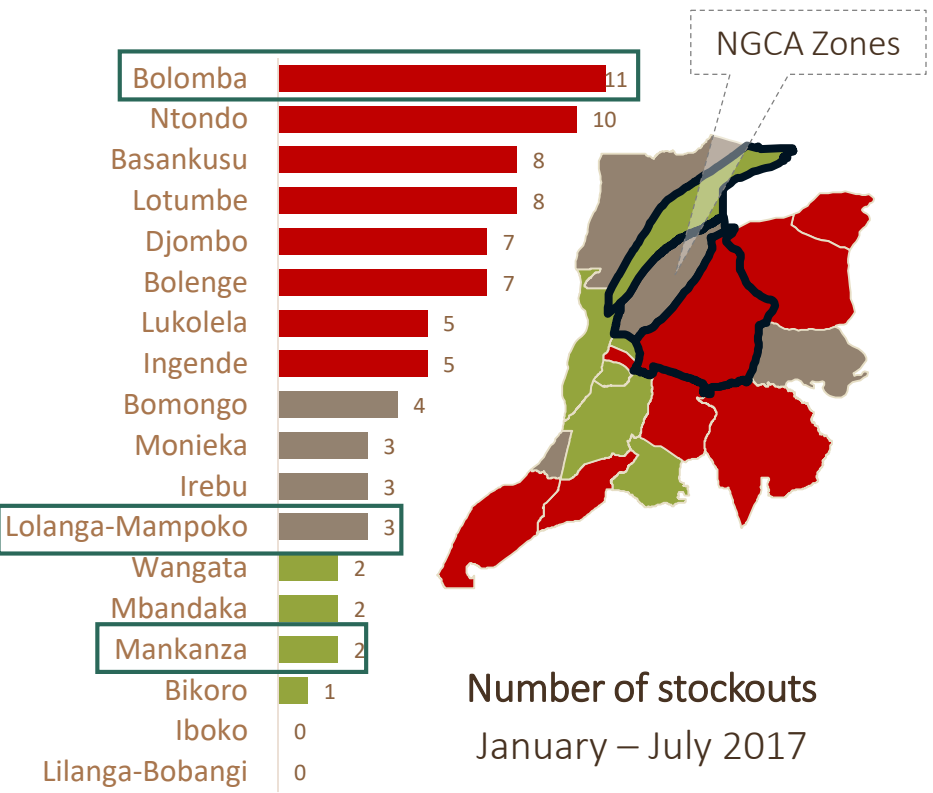 NGCA Zones
Bolomba 11
Ntondo 10
Basankusu 8
Lotumbe 8
Djombo 7
Bolenge 7
Lukolela 5
Ingende 5
Bomongo 4
Monieka 3
Irebu 3
Lolanga-Mampoko 3
Wangata 2
Mbandaka 2
Mankanza 2
Bikoro 1
Iboko 0
Lilanga-Bobangi 0
Number of stockouts
January – July 2017